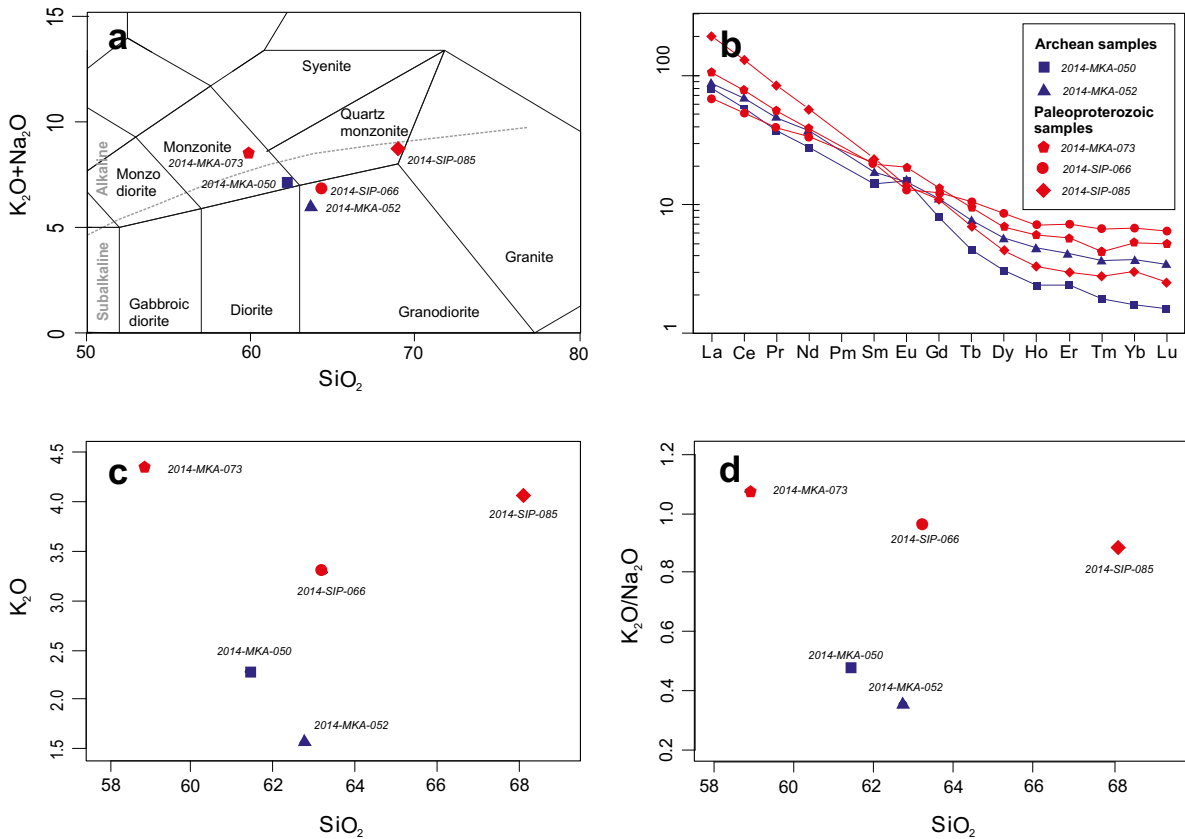 a
K₂O+Na₂O
15
10
5
0
Alkaline
Subalkaline
Syenite
Quartz
monzonite
Monzonite
2014-MKA-073
2014-SIP-085
Monzo
diorite
2014-MKA-050
2014-SIP-066
2014-MKA-052
Granite
Gabbroic
diorite
Diorite
Granodiorite
50
60
70
80
SiO₂
b
100
10
1
Archean samples
2014-MKA-050
2014-MKA-052
Paleoproterozoic
samples
2014-MKA-073
2014-SIP-066
2014-SIP-085
La Ce Pr Nd Pm Sm Eu Gd Tb Dy Ho Er Tm Yb Lu
c
K₂O
4.5
4.0
3.5
3.0
2.5
2.0
1.5
2014-MKA-073
2014-SIP-085
2014-SIP-066
2014-MKA-050
2014-MKA-052
58 60 62 64 66 68
SiO₂
d
K₂O/Na₂O
1.2
1.0
0.8
0.6
0.4
0.2
2014-MKA-073
2014-SIP-066
2014-SIP-085
2014-MKA-050
2014-MKA-052
58 60 62 64 66 68
SiO₂